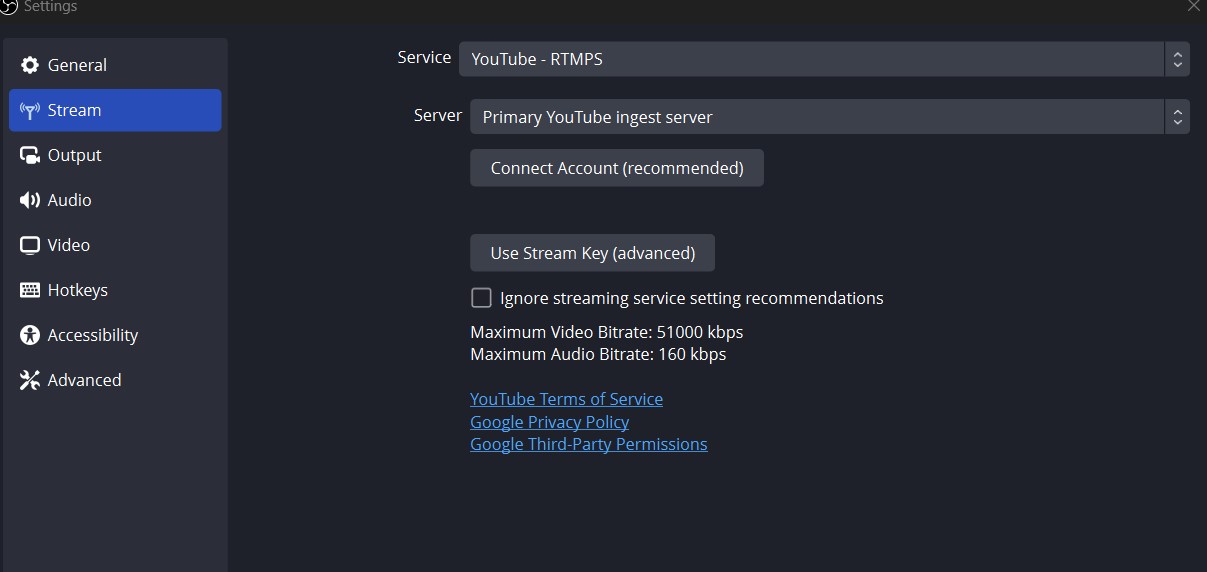 Settings
General
Stream
Output
Audio
Video
Hotkeys
Accessibility
Advanced
Service YouTube - RTMPS
Server Primary YouTube ingest server
Connect Account (recommended)
Use Stream Key (advanced)
Ignore streaming service setting recommendations
Maximum Video Bitrate: 51000 kbps
Maximum Audio Bitrate: 160 kbps
YouTube Terms of Service
Google Privacy Policy
Google Third-Party Permissions